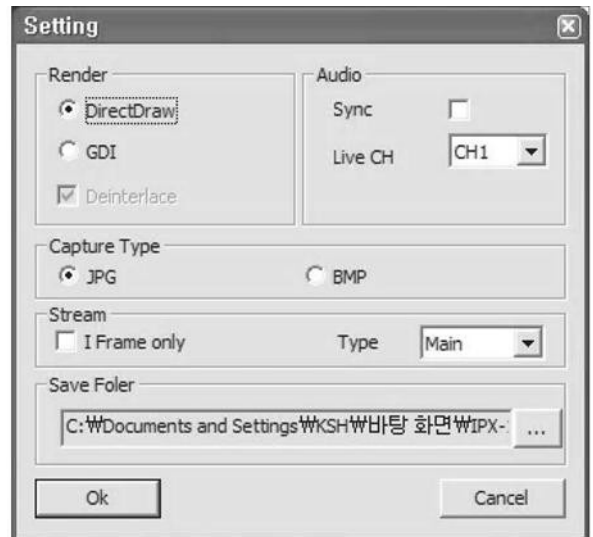 Setting
Render
DirectDraw
GDI
Deinterlace
Audio
Sync
Live CH CH1
Capture Type
JPG BMP
Stream
I Frame only Type Main
Save Foler
C:₩Documents and Settings₩KSH₩바탕 화면₩IPX- ...
Ok Cancel